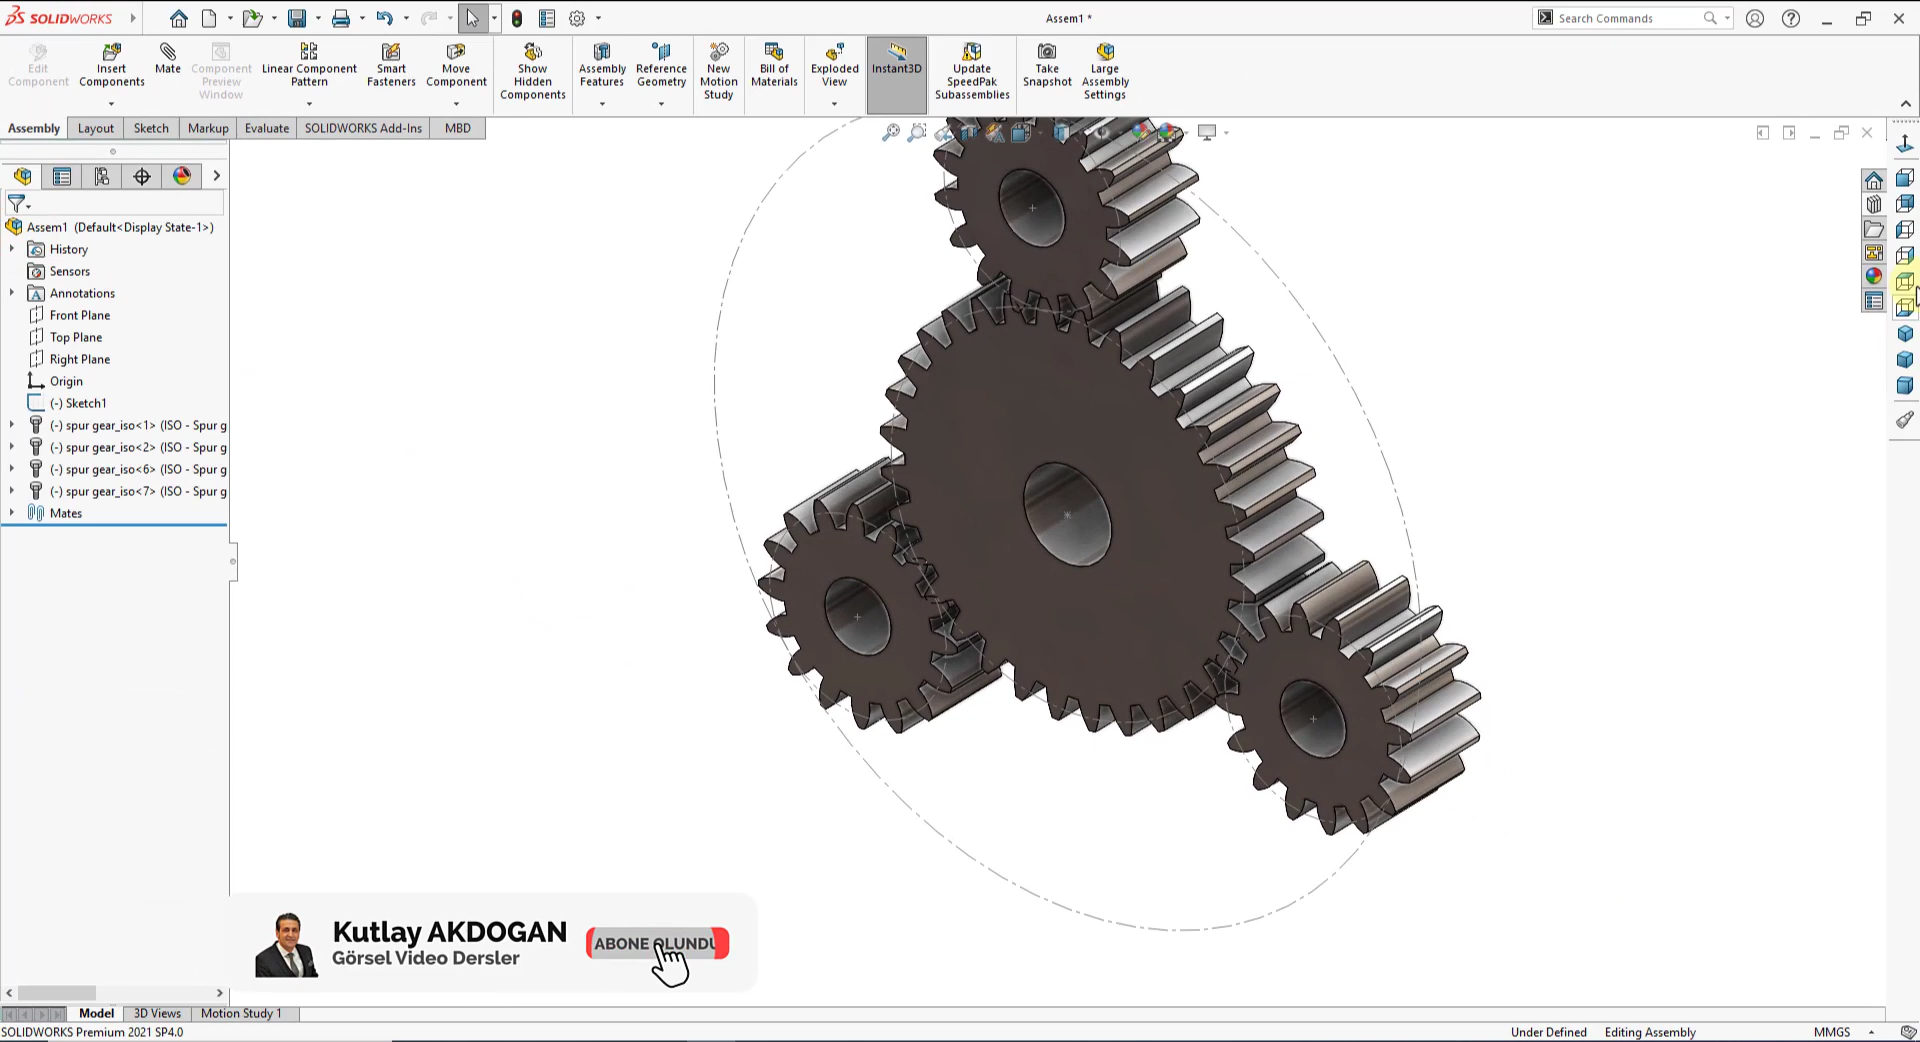 SOLIDWORKS
Assem1 *
Search Commands
Edit
Component
Insert
Components
Mate
Component
Preview
Window
Linear Component
Pattern
Smart
Fasteners
Move
Component
Show
Hidden
Components
Assembly
Features
Reference
Geometry
New
Motion
Study
Bill of
Materials
Exploded
View
Instant3D
Update
SpeedPak
Subassemblies
Take
Snapshot
Large
Assembly
Settings
Assembly Layout Sketch Markup Evaluate SOLIDWORKS Add-Ins MBD
Assem1 (Default<Display State-1>)
History
Sensors
Annotations
Front Plane
Top Plane
Right Plane
Origin
(-) Sketch1
(-) spur gear_iso<1> (ISO - Spur g
(-) spur gear_iso<2> (ISO - Spur g
(-) spur gear_iso<6> (ISO - Spur g
(-) spur gear_iso<7> (ISO - Spur g
Mates
Kutlay AKDOGAN
Görsel Video Dersler
ABONE OLUNDU
Model 3D Views Motion Study 1
SOLIDWORKS Premium 2021 SP4.0
Under Defined Editing Assembly MMGS